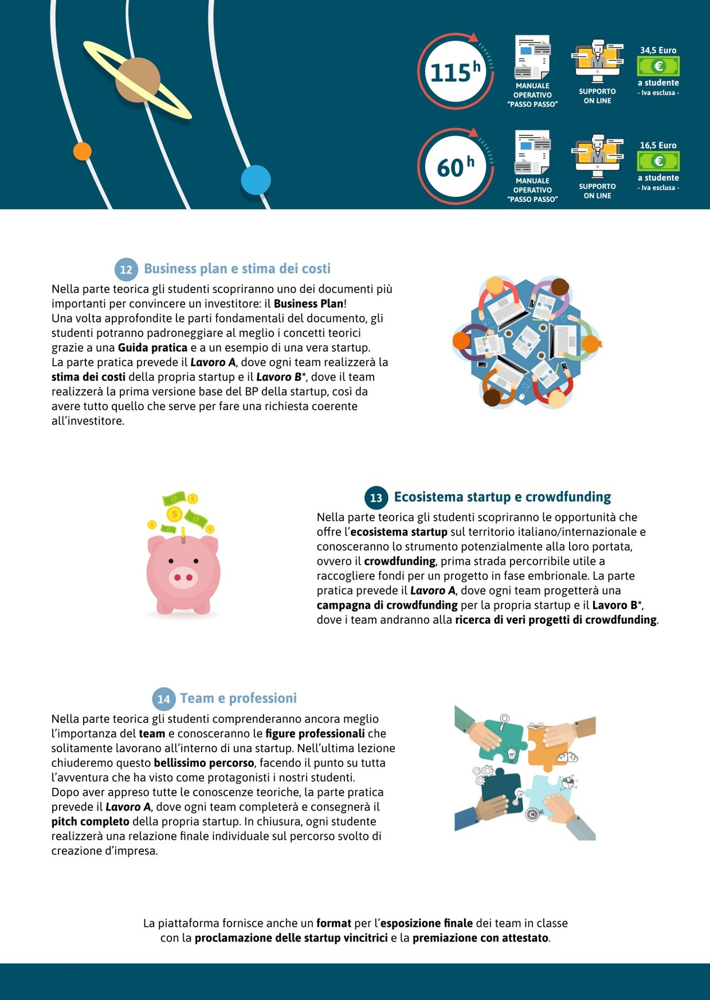 115h
MANUALE
OPERATIVO
“PASSO PASSO”
SUPPORTO
ON LINE
34,5 Euro
€
a studente
- Iva esclusa -
60h
MANUALE
OPERATIVO
“PASSO PASSO”
SUPPORTO
ON LINE
16,5 Euro
€
a studente
- Iva esclusa -
12 Business plan e stima dei costi
Nella parte teorica gli studenti scopriranno uno dei documenti più
importanti per convincere un investitore: il Business Plan!
Una volta approfondite le parti fondamentali del documento, gli
studenti potranno padroneggiare al meglio i concetti teorici
grazie a una Guida pratica e a un esempio di una vera startup.
La parte pratica prevede il Lavoro A, dove ogni team realizzerà la
stima dei costi della propria startup e il Lavoro B*, dove il team
realizzerà la prima versione base del BP della startup, così da
avere tutto quello che serve per fare una richiesta coerente
all’investitore.
13 Ecosistema startup e crowdfunding
Nella parte teorica gli studenti scopriranno le opportunità che
offre l’ecosistema startup sul territorio italiano/internazionale e
conosceranno lo strumento potenzialmente alla loro portata,
ovvero il crowdfunding, prima strada percorribile utile a
raccogliere fondi per un progetto in fase embrionale. La parte
pratica prevede il Lavoro A, dove ogni team progetterà una
campagna di crowdfunding per la propria startup e il Lavoro B*,
dove i team andranno alla ricerca di veri progetti di crowdfunding.
14 Team e professioni
Nella parte teorica gli studenti comprenderanno ancora meglio
l’importanza del team e conosceranno le figure professionali che
solitamente lavorano all’interno di una startup. Nell’ultima lezione
chiuderemo questo bellissimo percorso, facendo il punto su tutta
l’avventura che ha visto come protagonisti i nostri studenti.
Dopo aver appreso tutte le conoscenze teoriche, la parte pratica
prevede il Lavoro A, dove ogni team completerà e consegnerà il
pitch completo della propria startup. In chiusura, ogni studente
realizzerà una relazione finale individuale sul percorso svolto di
creazione d’impresa.
La piattaforma fornisce anche un format per l’esposizione finale dei team in classe
con la proclamazione delle startup vincitrici e la premiazione con attestato.